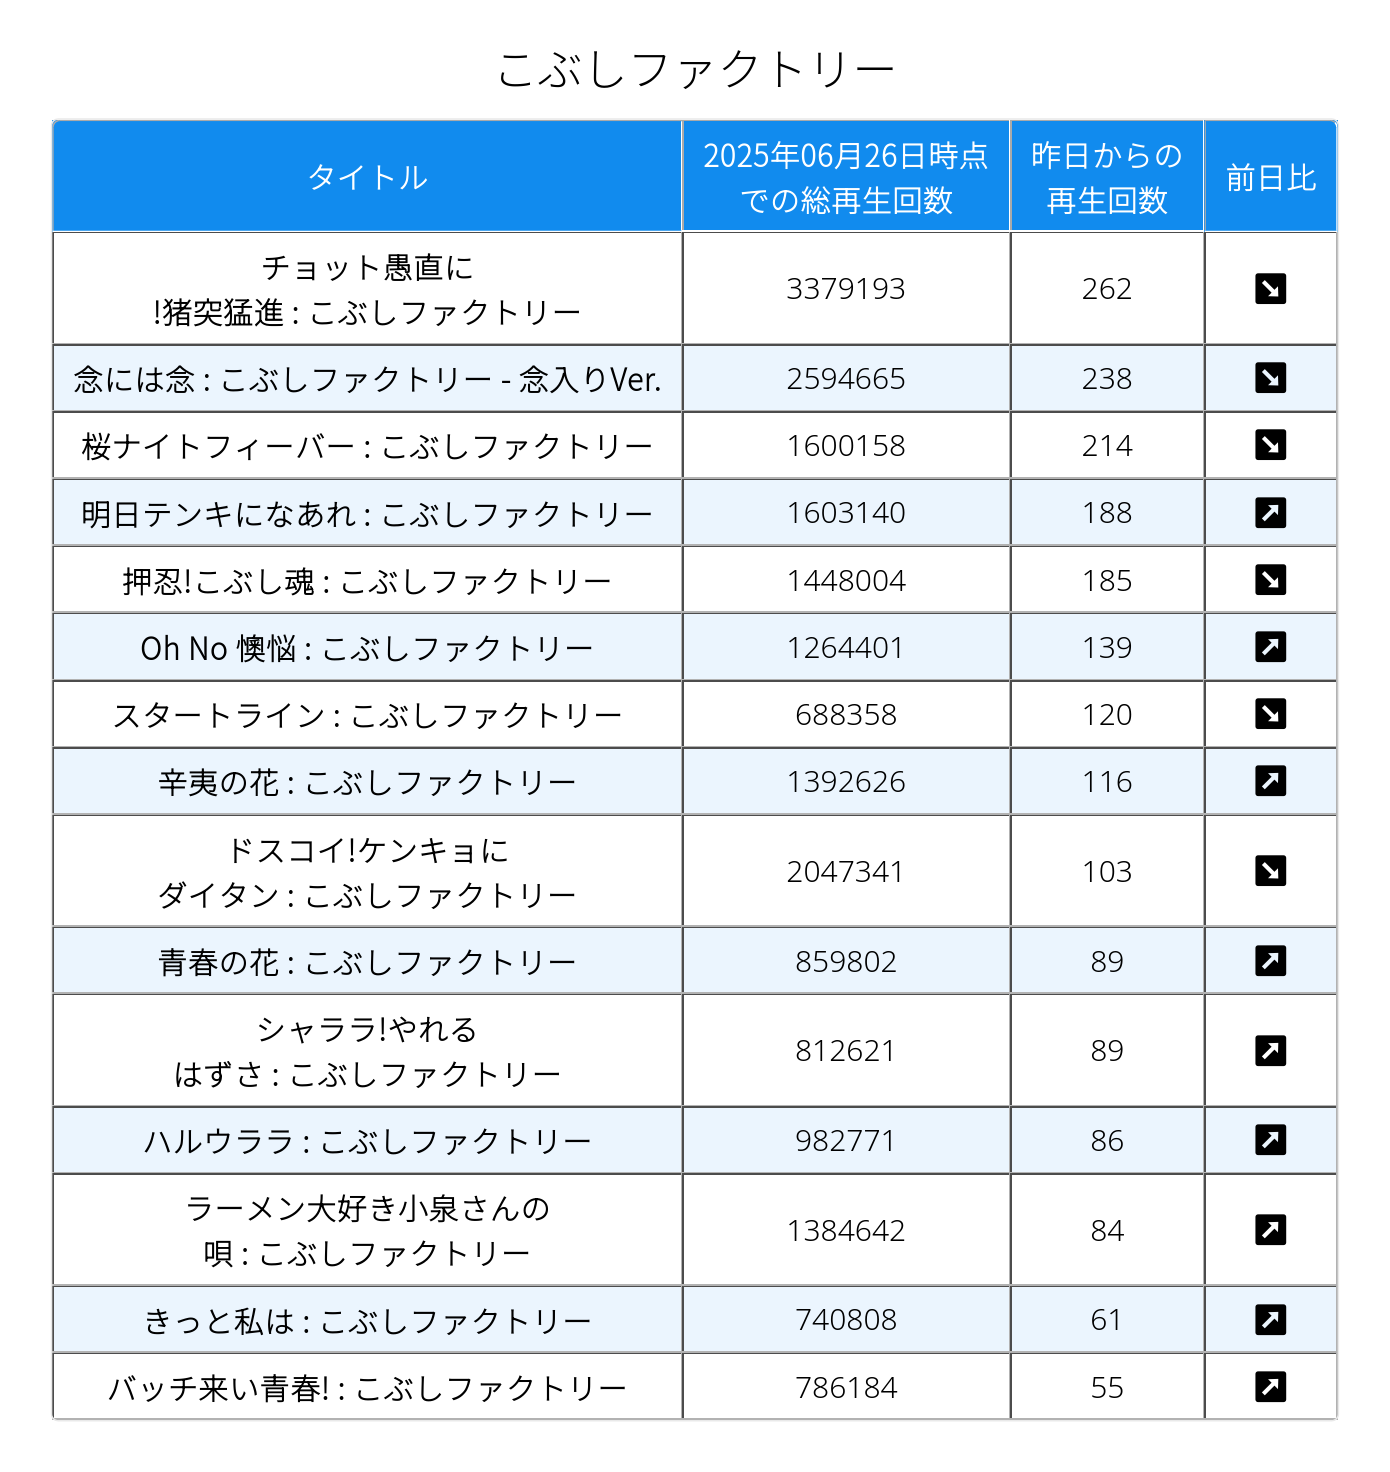 こぶしファクトリー
タイトル
2025年06月26日時点
での総再生回数
昨日からの
再生回数
前日比
チョット愚直に
!猪突猛進 : こぶしファクトリー
3379193
262
↘
念には念 : こぶしファクトリー - 念入りVer.
2594665
238
↘
桜ナイトフィーバー : こぶしファクトリー
1600158
214
↘
明日テンキになあれ : こぶしファクトリー
1603140
188
↗
押忍!こぶし魂 : こぶしファクトリー
1448004
185
↘
Oh No 懊悩 : こぶしファクトリー
1264401
139
↗
スタートライン : こぶしファクトリー
688358
120
↘
辛夷の花 : こぶしファクトリー
1392626
116
↗
ドスコイ!ケンキョに
ダイタン : こぶしファクトリー
2047341
103
↘
青春の花 : こぶしファクトリー
859802
89
↗
シャララ!やれる
はずさ : こぶしファクトリー
812621
89
↗
ハルウララ : こぶしファクトリー
982771
86
↗
ラーメン大好き小泉さんの
唄 : こぶしファクトリー
1384642
84
↗
きっと私は : こぶしファクトリー
740808
61
↗
バッチ来い青春! : こぶしファクトリー
786184
55
↗